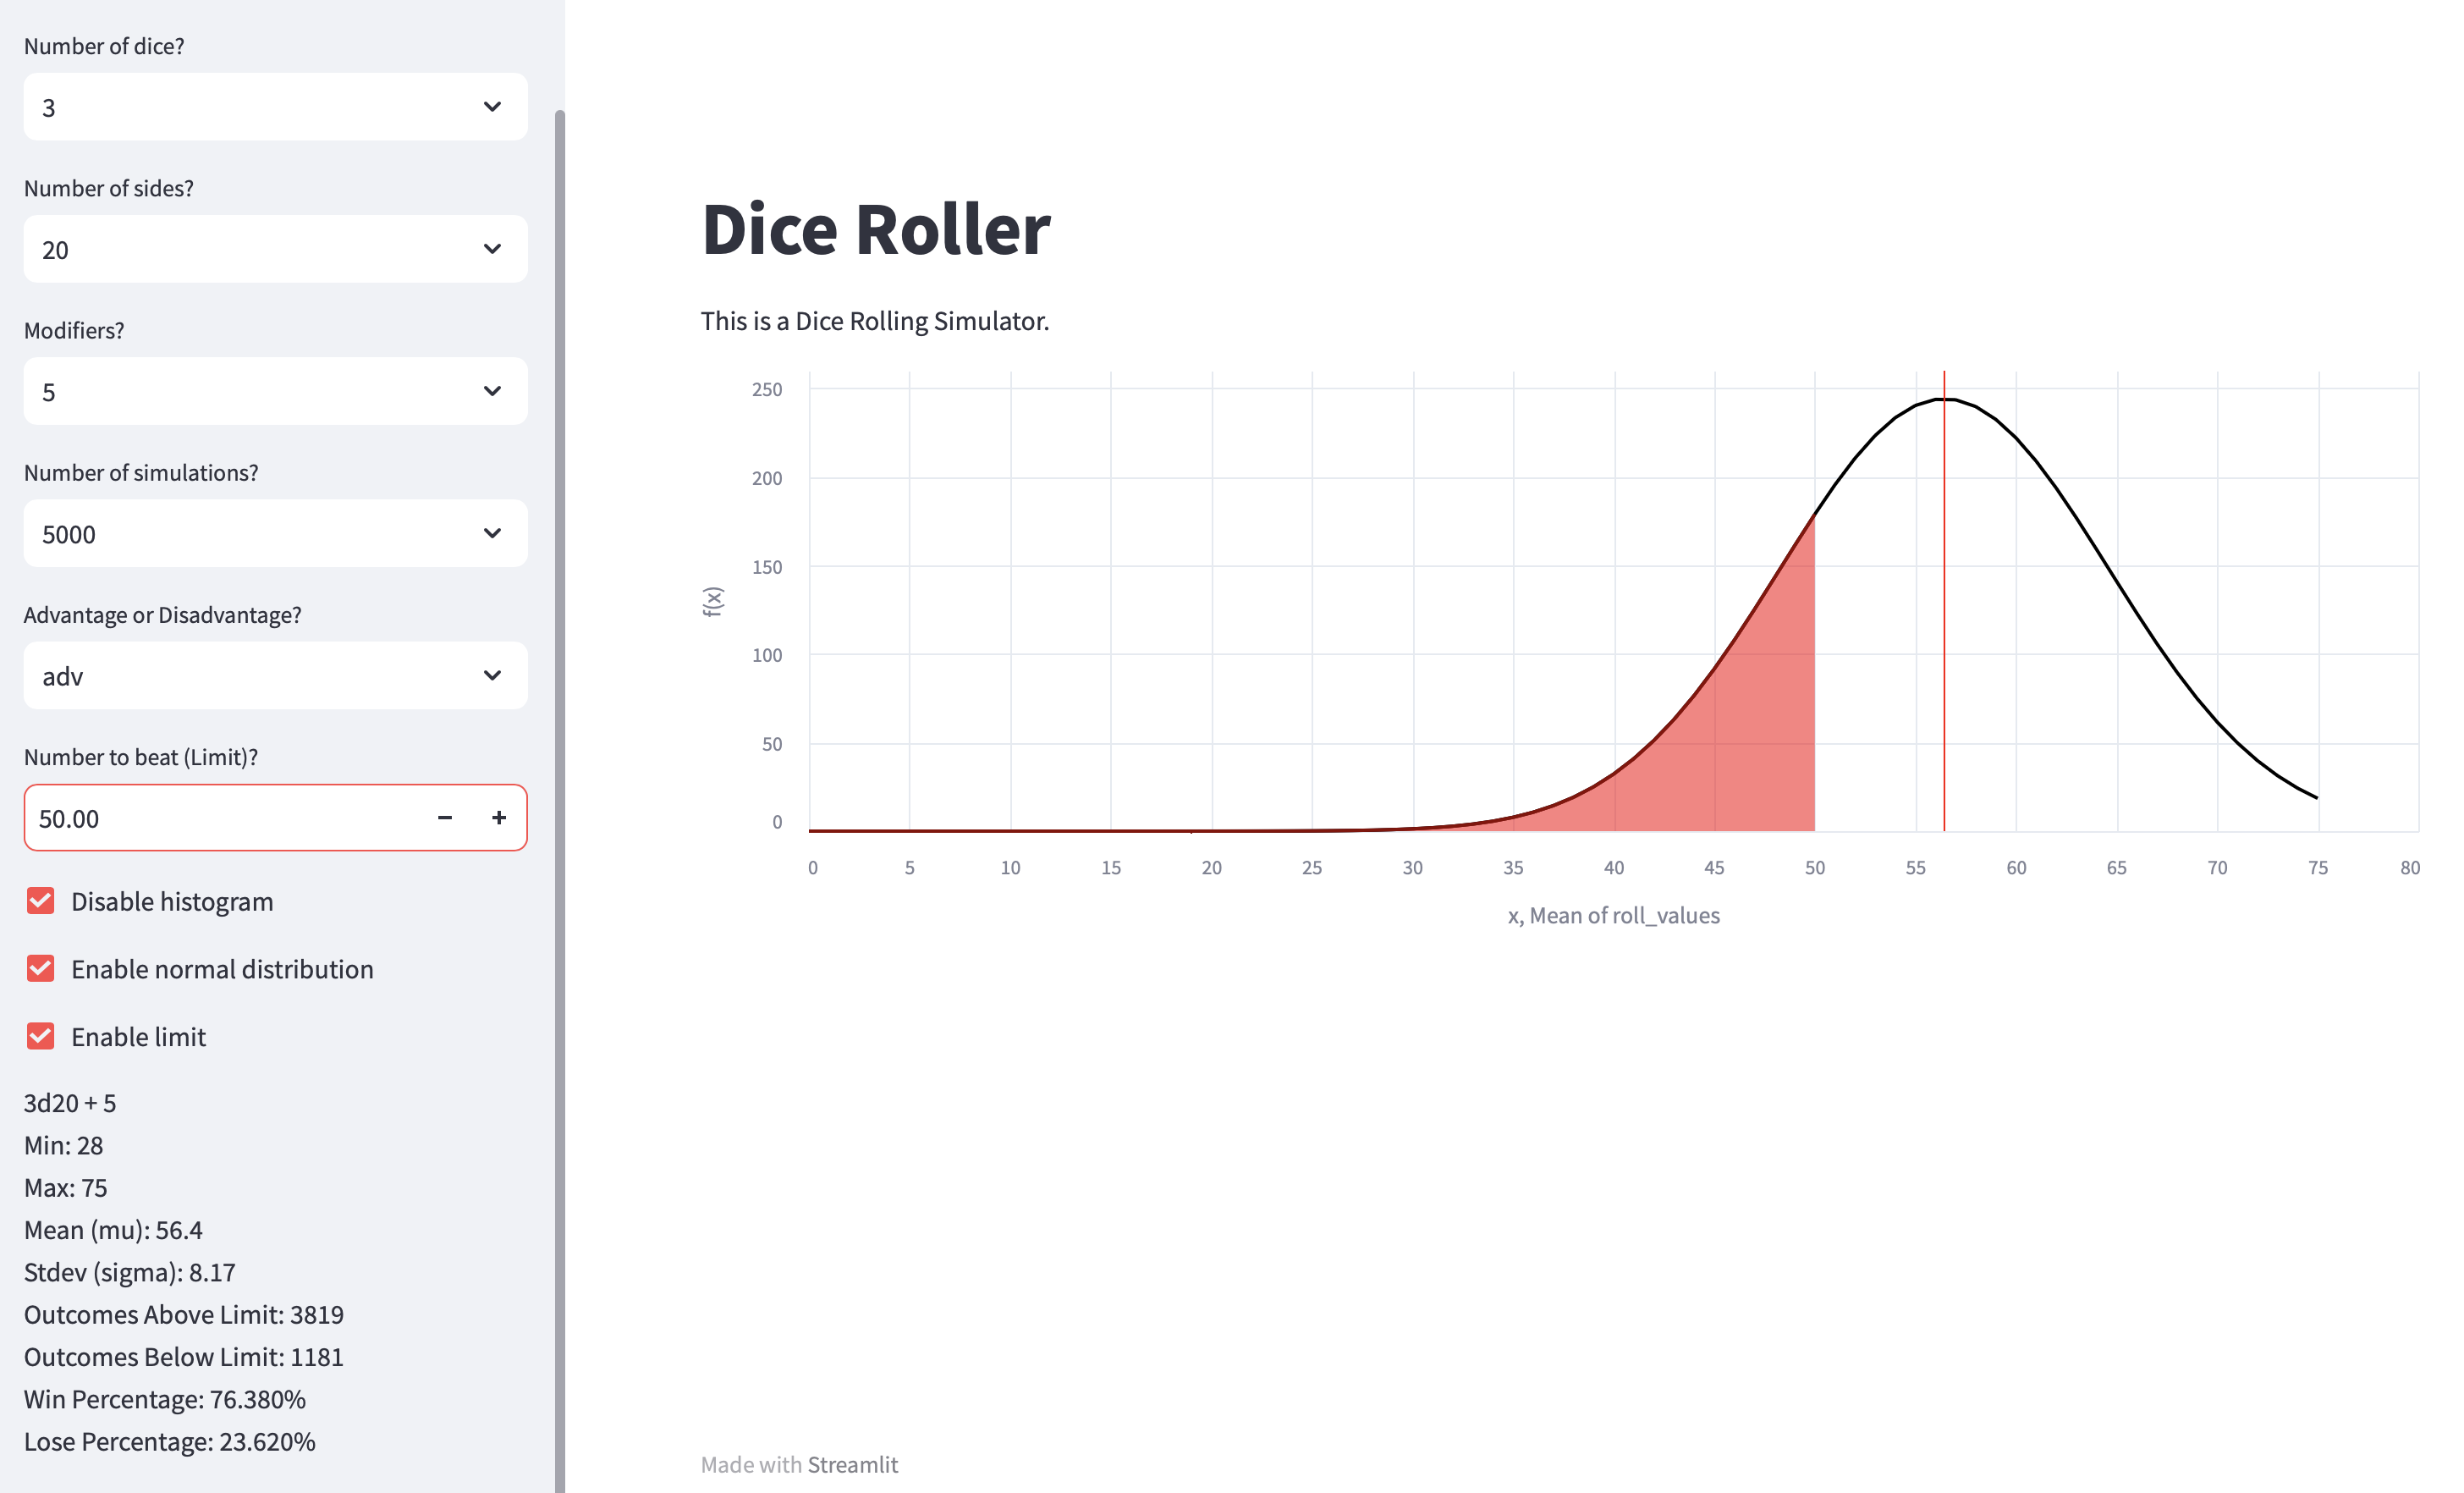 Number of dice?
3
Number of sides?
20
Modifiers?
5
Number of simulations?
5000
Advantage or Disadvantage?
adv
Number to beat (Limit)?
50.00 − +
Disable histogram
Enable normal distribution
Enable limit
3d20 + 5
Min: 28
Max: 75
Mean (mu): 56.4
Stdev (sigma): 8.17
Outcomes Above Limit: 3819
Outcomes Below Limit: 1181
Win Percentage: 76.380%
Lose Percentage: 23.620%
Dice Roller
This is a Dice Rolling Simulator.
250
200
150
100
50
0
f(x)
0 5 10 15 20 25 30 35 40 45 50 55 60 65 70 75 80
x, Mean of roll_values
Made with Streamlit